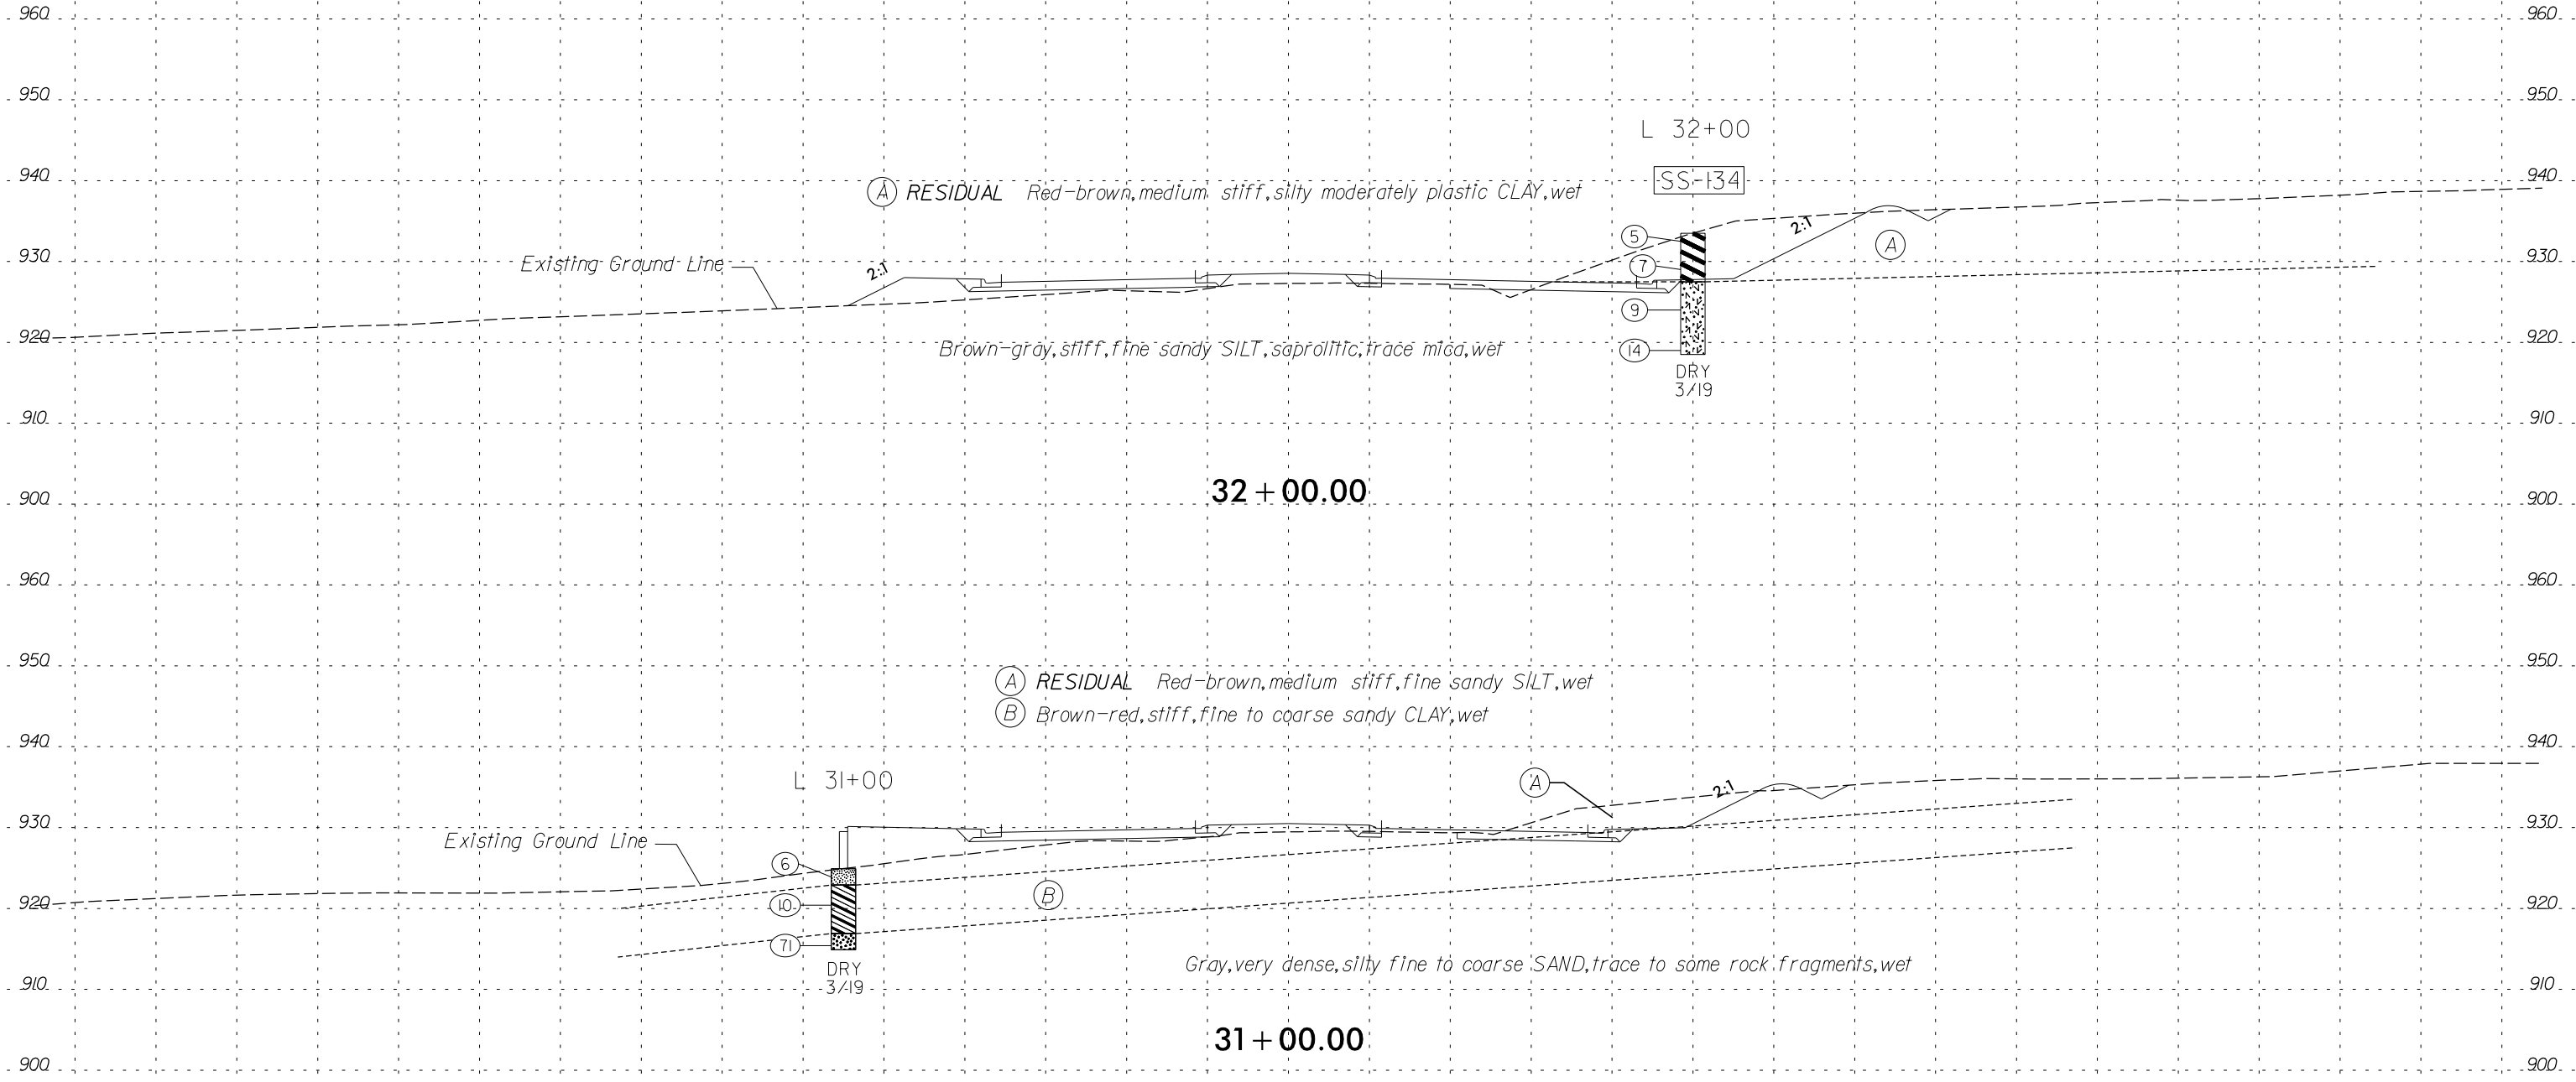 960 960
950 950
L 32+00
940 SS-134 940
A RESIDUAL Red-brown, medium stiff, silty moderately plastic CLAY, wet
5
2:1
A
930 Existing Ground Line 2:1 7 930
9
920 Brown-gray, stiff, fine sandy SILT, saprolitic, trace mica, wet 14 920
DRY
3/19
910 910
900 32+00.00 900
960 960
950 950
A RESIDUAL Red-brown, medium stiff, fine sandy SILT, wet
B Brown-red, stiff, fine to coarse sandy CLAY, wet
940 940
L 31+00 A 2:1
930 930
Existing Ground Line
6
B
920 10 920
71
Gray, very dense, silty fine to coarse SAND, trace to some rock fragments, wet
DRY
3/19
910 910
31+00.00
900 900